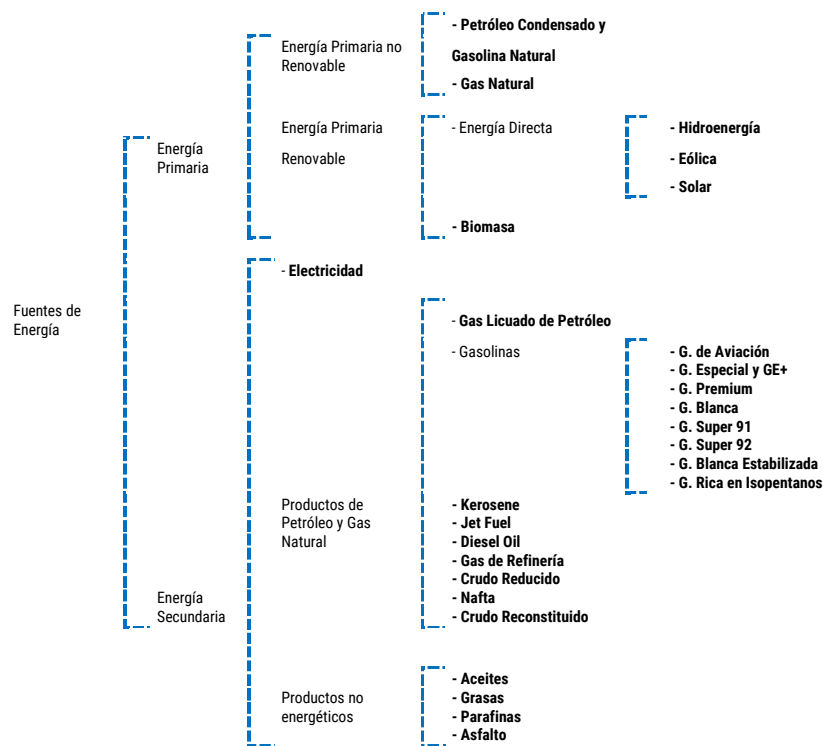 Fuentes de
Energía
Energía
Primaria
Energía Primaria no
Renovable
- Petróleo Condensado y
Gasolina Natural
- Gas Natural
Energía Primaria
Renovable
- Energía Directa
- Hidroenergía
- Eólica
- Solar
- Biomasa
Energía
Secundaria
- Electricidad
Productos de
Petróleo y Gas
Natural
- Gas Licuado de Petróleo
- Gasolinas
- G. de Aviación
- G. Especial y GE+
- G. Premium
- G. Blanca
- G. Super 91
- G. Super 92
- G. Blanca Estabilizada
- G. Rica en Isopentanos
- Kerosene
- Jet Fuel
- Diesel Oil
- Gas de Refinería
- Crudo Reducido
- Nafta
- Crudo Reconstituido
Productos no
energéticos
- Aceites
- Grasas
- Parafinas
- Asfalto